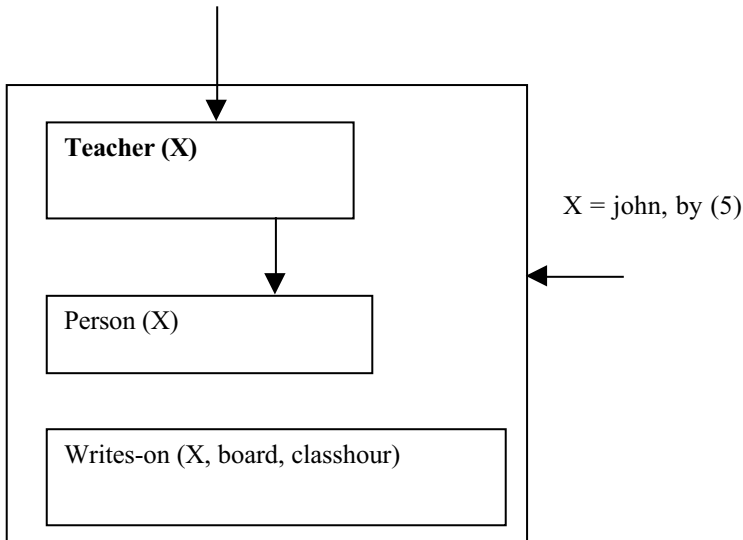 Teacher (X)
X = john, by (5)
Person (X)
Writes-on (X, board, classhour)